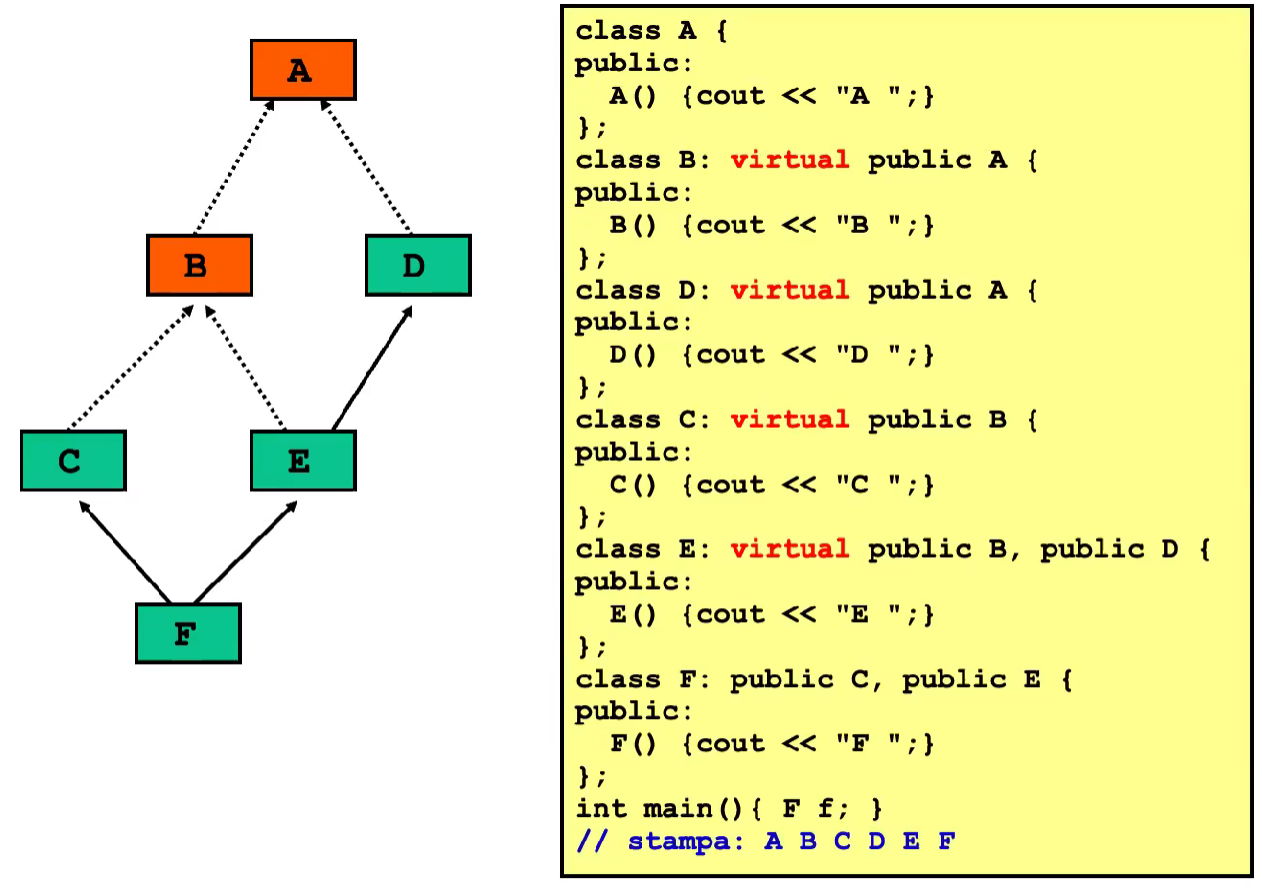 A
B
D
C
E
F
class A {
public:
  A() {cout << "A ";}
};
class B: virtual public A {
public:
  B() {cout << "B ";}
};
class D: virtual public A {
public:
  D() {cout << "D ";}
};
class C: virtual public B {
public:
  C() {cout << "C ";}
};
class E: virtual public B, public D {
public:
  E() {cout << "E ";}
};
class F: public C, public E {
public:
  F() {cout << "F ";}
};
int main(){ F f; }
// stampa: A B C D E F